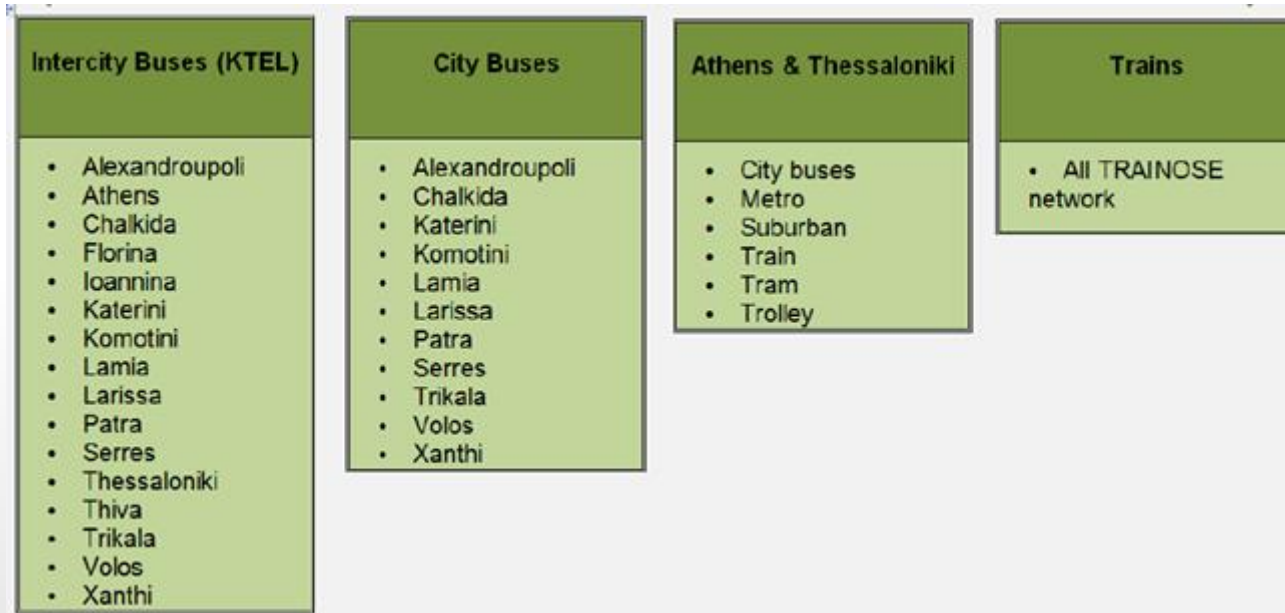 Intercity Buses (KTEL)
• Alexandroupoli
• Athens
• Chalkida
• Florina
• Ioannina
• Katerini
• Komotini
• Lamia
• Larissa
• Patra
• Serres
• Thessaloniki
• Thiva
• Trikala
• Volos
• Xanthi
City Buses
• Alexandroupoli
• Chalkida
• Katerini
• Komotini
• Lamia
• Larissa
• Patra
• Serres
• Trikala
• Volos
• Xanthi
Athens & Thessaloniki
• City buses
• Metro
• Suburban
• Train
• Tram
• Trolley
Trains
• All TRAINOSE
network